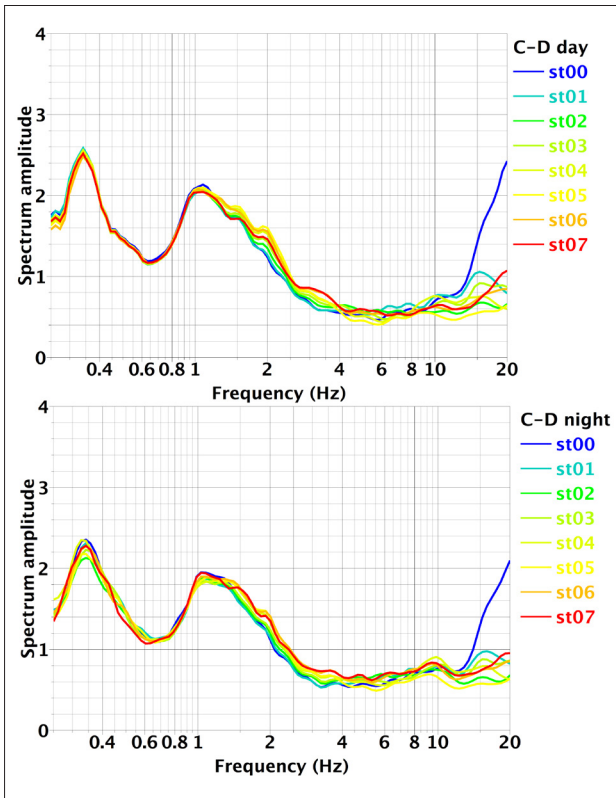 4
C-D day
st00
st01
3
st02
st03
2
st04
st05
st06
1
st07
0
0.4 0.6 0.8 1 2 4 6 8 10 20
Frequency (Hz)
Spectrum amplitude
4
C-D night
st00
st01
3
st02
st03
2
st04
st05
st06
1
st07
0
0.4 0.6 0.8 1 2 4 6 8 10 20
Frequency (Hz)
Spectrum amplitude